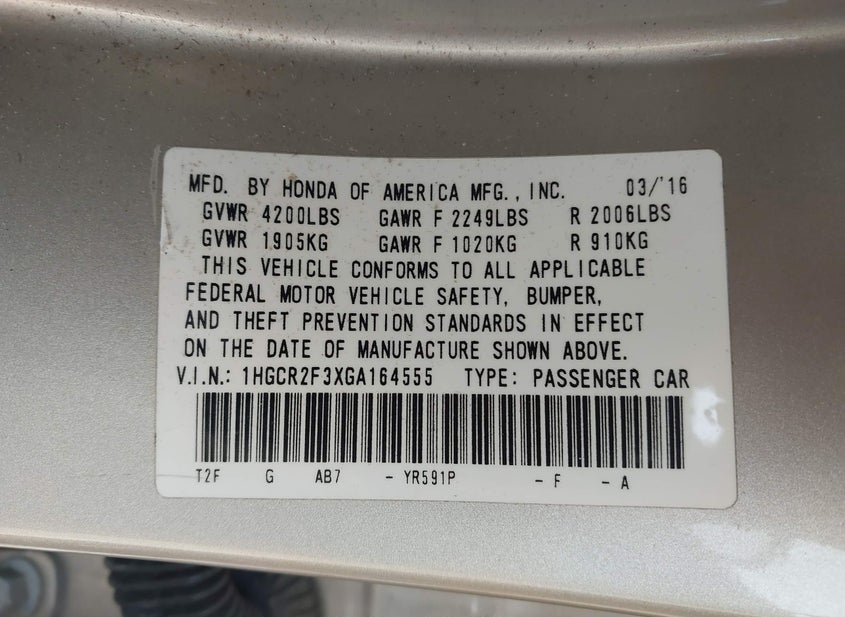 MFD. BY HONDA OF AMERICA MFG., INC. 03/'16
GVWR 4200LBS GAWR F 2249LBS R 2006LBS
GVWR 1905KG GAWR F 1020KG R 910KG
THIS VEHICLE CONFORMS TO ALL APPLICABLE
FEDERAL MOTOR VEHICLE SAFETY, BUMPER,
AND THEFT PREVENTION STANDARDS IN EFFECT
ON THE DATE OF MANUFACTURE SHOWN ABOVE.
V.I.N.: 1HGCR2F3XGA164555 TYPE: PASSENGER CAR
T2F G AB7 - YR591P - F - A